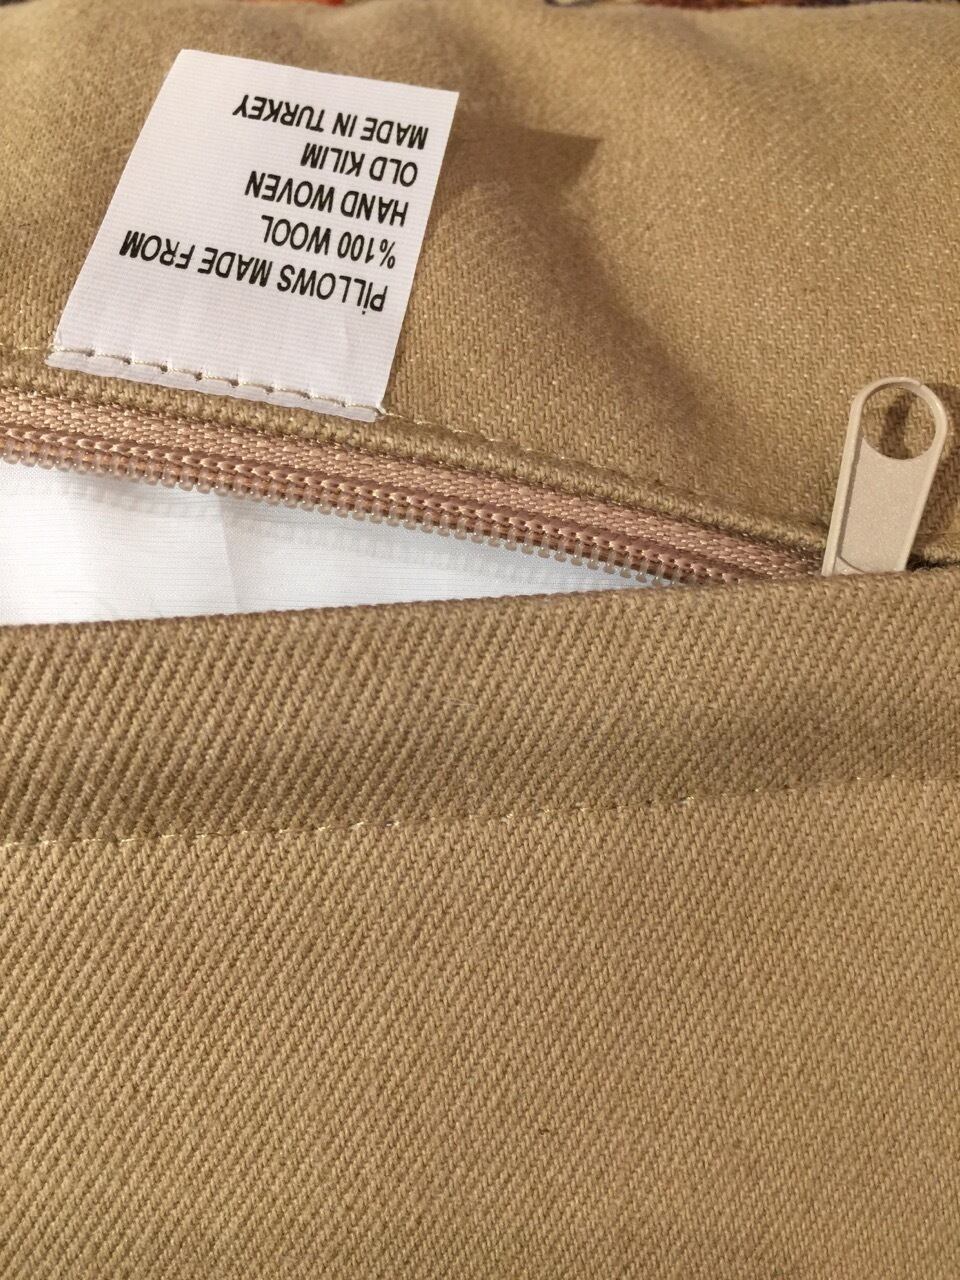 PİLLOWS MADE FROM
%100 WOOL
HAND WOVEN
OLD KILIM
MADE IN TURKEY